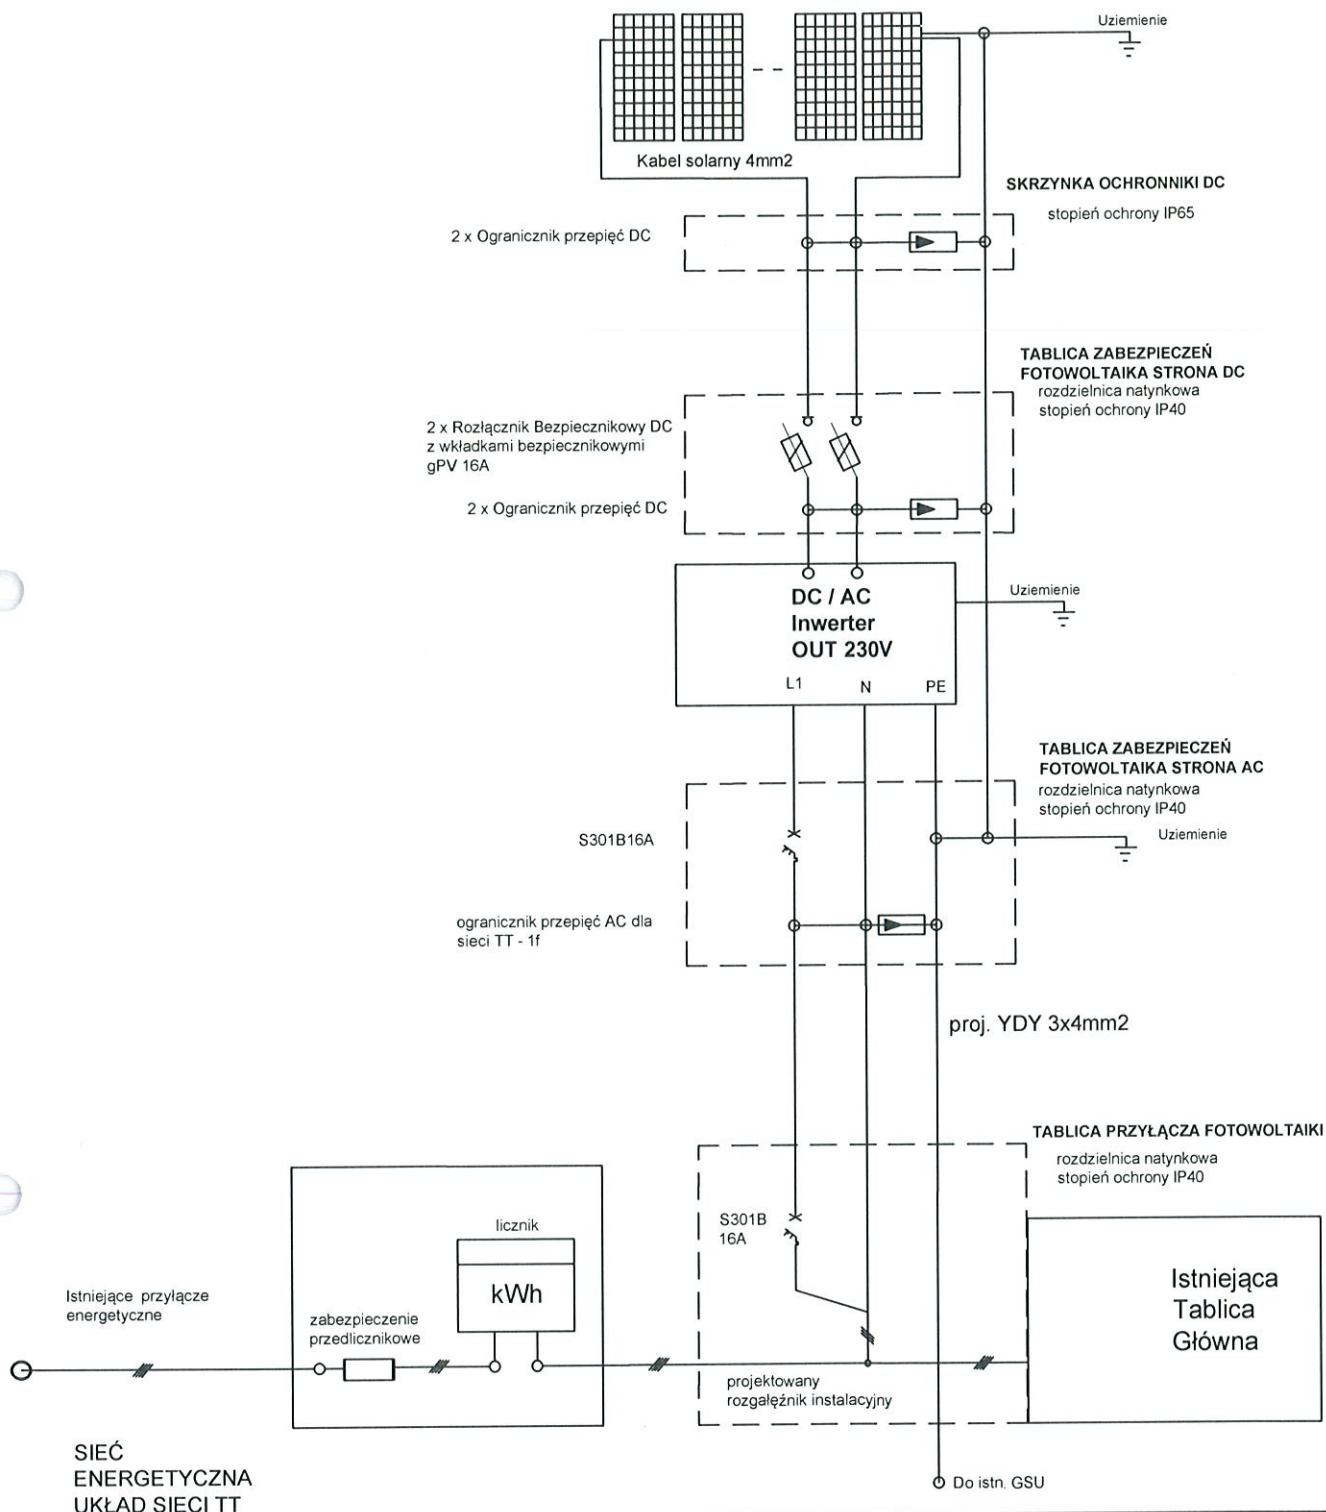 Uziemienie
Kabel solarny 4mm2
SKRZYNKA OCHRONNIKI DC
stopień ochrony IP65
2 x Ogranicznik przepięć DC
TABLICA ZABEZPIECZEŃ
FOTOWOLTAIKA STRONA DC
rozdzielnica natynkowa
stopień ochrony IP40
2 x Rozłącznik Bezpiecznikowy DC
z wkładkami bezpiecznikowymi
gPV 16A
2 x Ogranicznik przepięć DC
DC / AC
Inwerter
OUT 230V
L1
N
PE
Uziemienie
TABLICA ZABEZPIECZEŃ
FOTOWOLTAIKA STRONA AC
rozdzielnica natynkowa
stopień ochrony IP40
Uziemienie
S301B16A
ogranicznik przepięć AC dla
sieci TT - 1f
proj. YDY 3x4mm2
TABLICA PRZYŁĄCZA FOTOWOLTAIKI
rozdzielnica natynkowa
stopień ochrony IP40
S301B
16A
licznik
kWh
Istniejące przyłącze
energetyczne
zabezpieczenie
przedlicznikowe
Istniejąca
Tablica
Główna
projektowany
rozgałęźnik instalacyjny
SIEĆ
ENERGETYCZNA
UKŁAD SIECI TT
Do istn. GSU